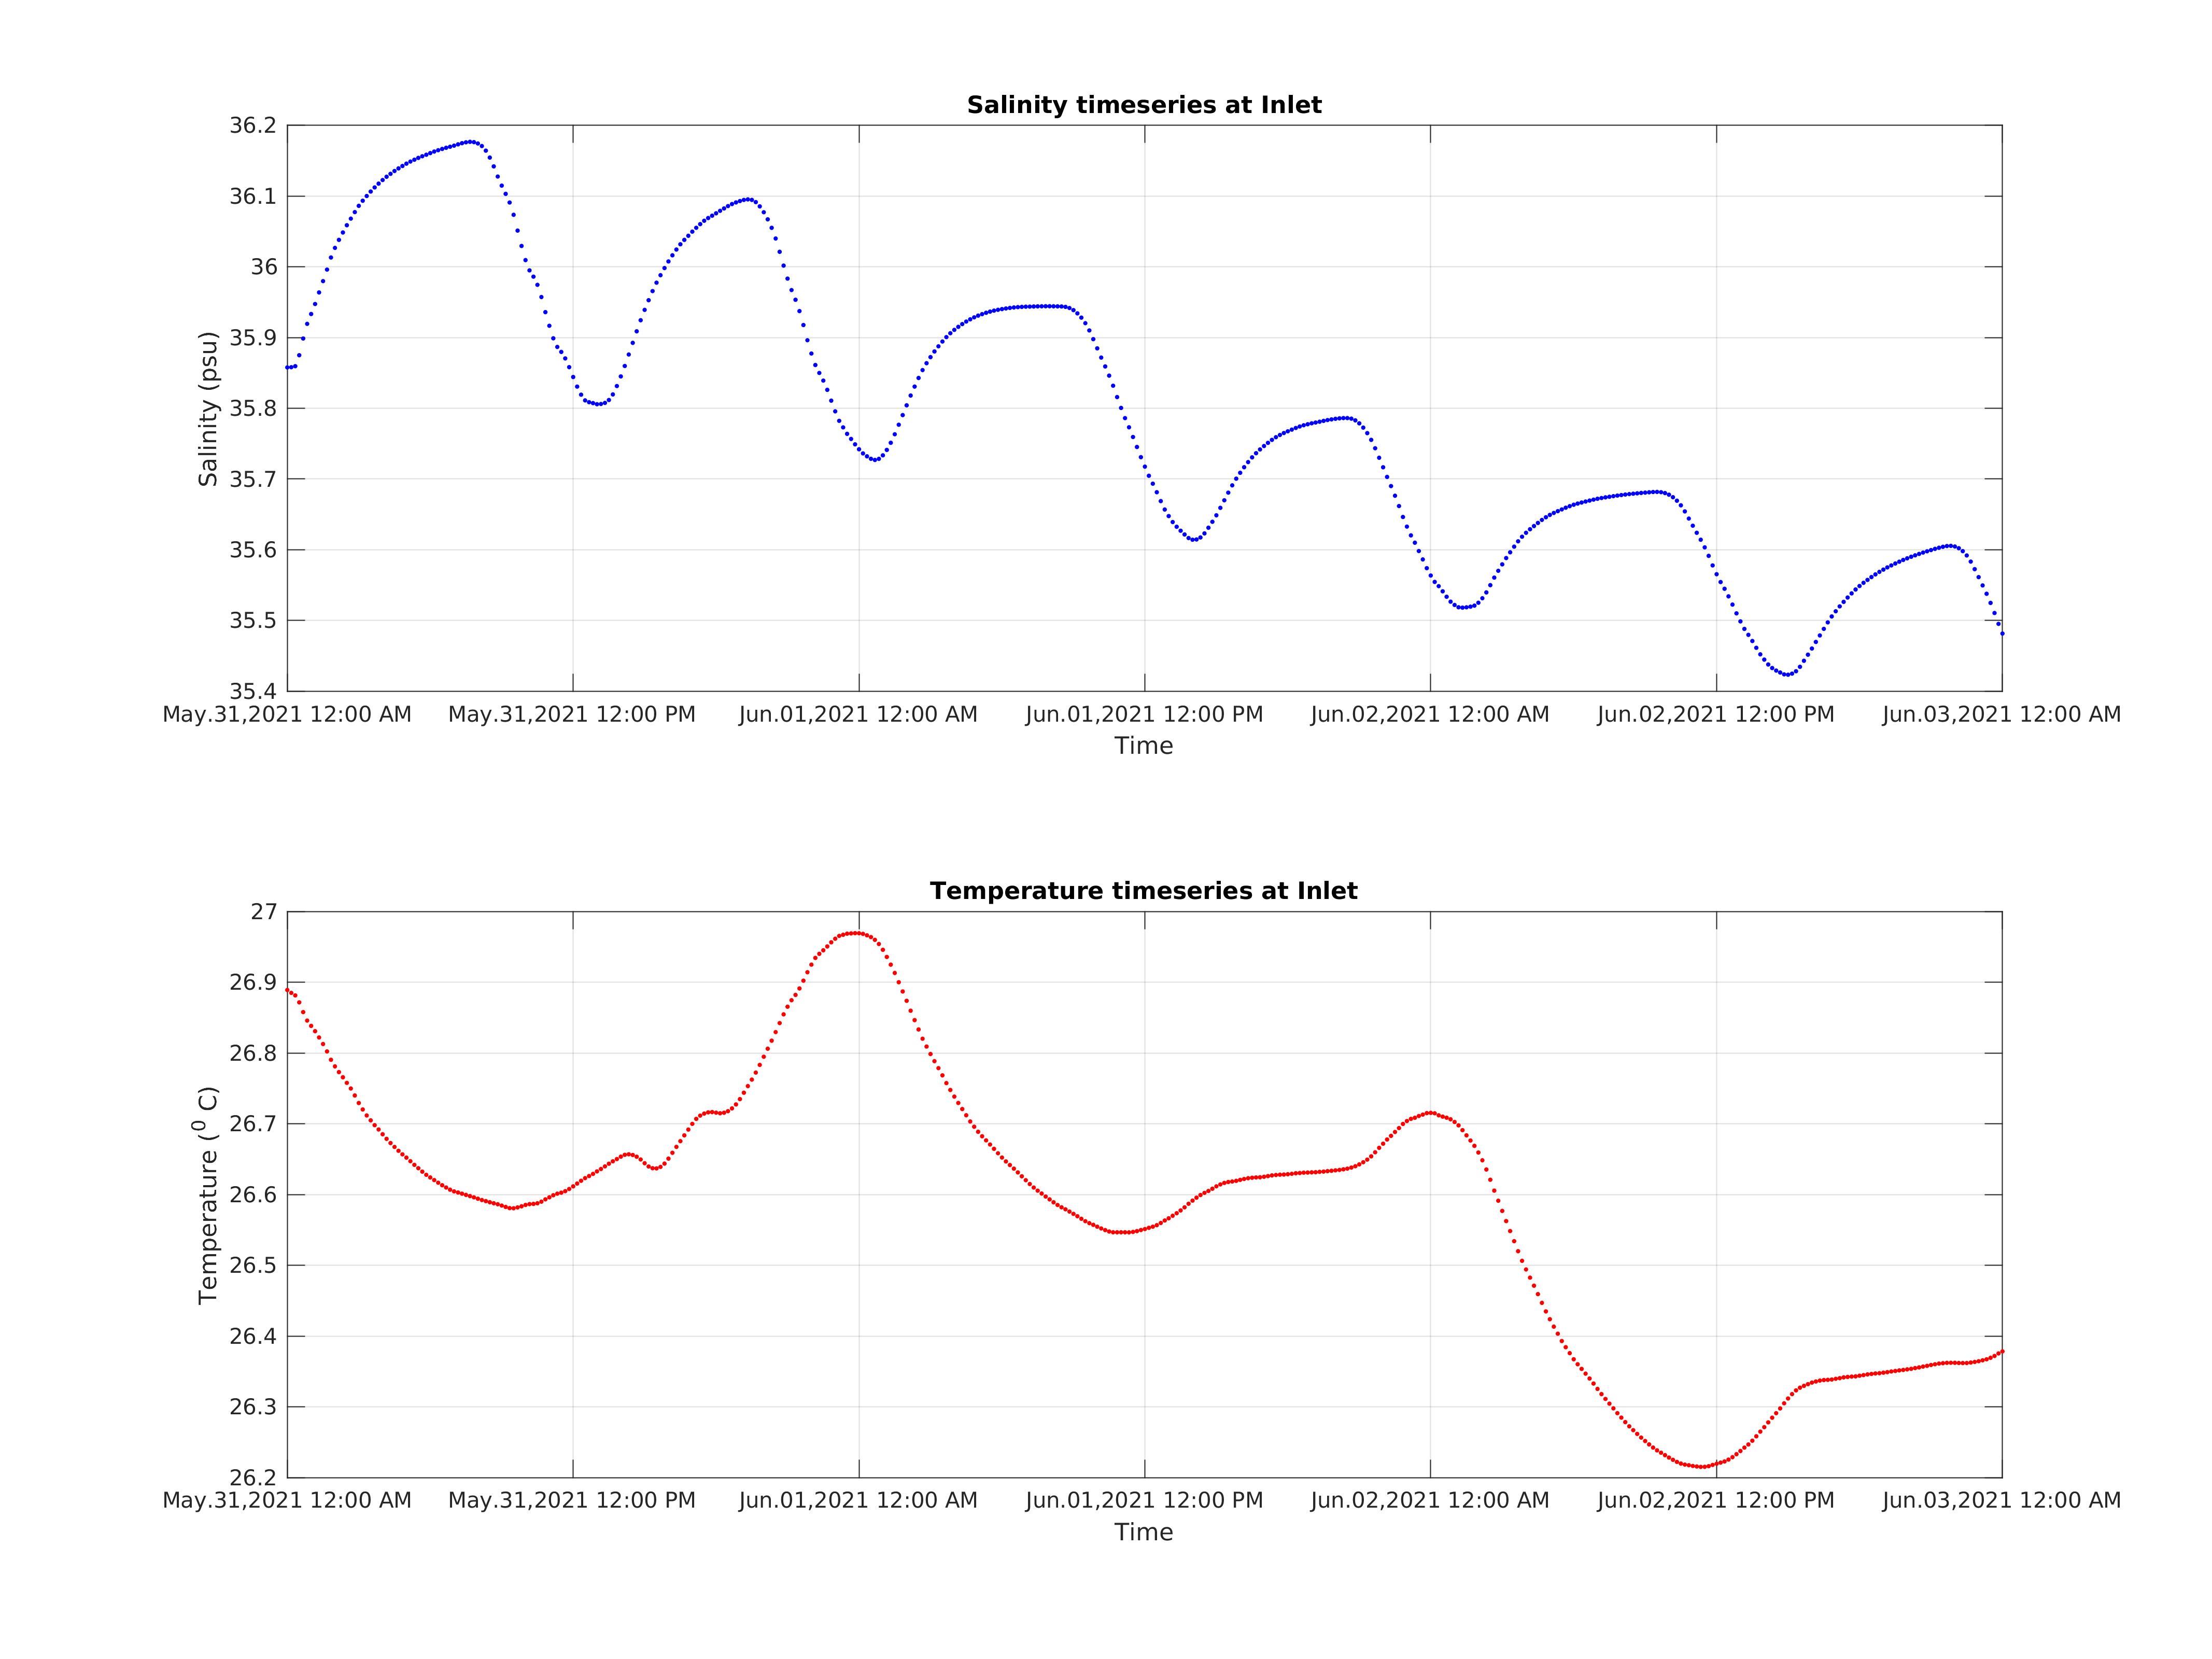 Salinity timeseries at Inlet
36.2
36.1
36
35.9
35.8
35.7
35.6
35.5
35.4
Salinity (psu)
May.31,2021 12:00 AM May.31,2021 12:00 PM Jun.01,2021 12:00 AM Jun.01,2021 12:00 PM Jun.02,2021 12:00 AM Jun.02,2021 12:00 PM Jun.03,2021 12:00 AM
Time
Temperature timeseries at Inlet
27
26.9
26.8
26.7
26.6
26.5
26.4
26.3
26.2
Temperature (⁰ C)
May.31,2021 12:00 AM May.31,2021 12:00 PM Jun.01,2021 12:00 AM Jun.01,2021 12:00 PM Jun.02,2021 12:00 AM Jun.02,2021 12:00 PM Jun.03,2021 12:00 AM
Time